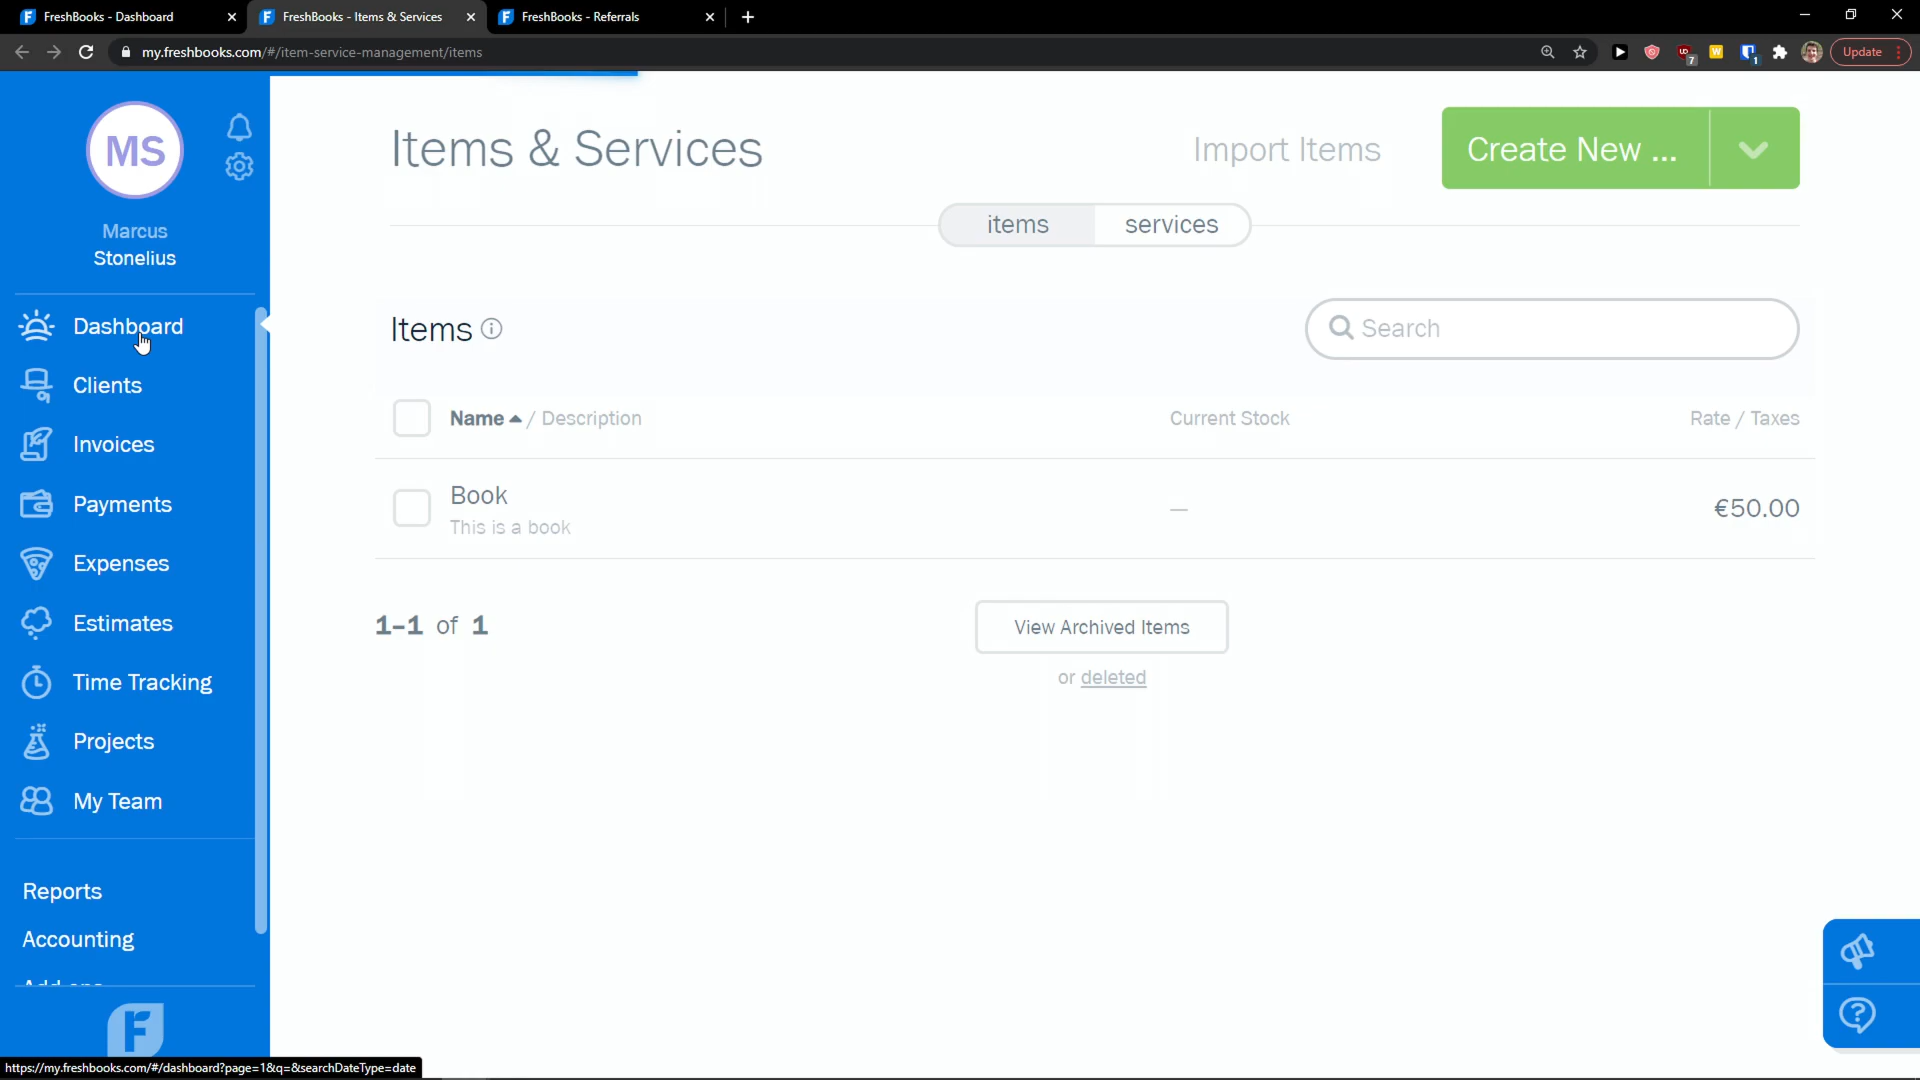 FreshBooks - Dashboard
FreshBooks - Items & Services
FreshBooks - Referrals
my.freshbooks.com/#/item-service-management/items
7
W
1
Update
MS
Marcus
Stonelius
Dashboard
Clients
Invoices
Payments
Expenses
Estimates
Time Tracking
Projects
My Team
Reports
Accounting
Items & Services
Import Items
Create New ...
items
services
Items
Search
Name / Description
Current Stock
Rate / Taxes
Book
This is a book
—
€50.00
1–1 of 1
View Archived Items
or deleted
F
https://my.freshbooks.com/#/dashboard?page=1&q=&searchDateType=date